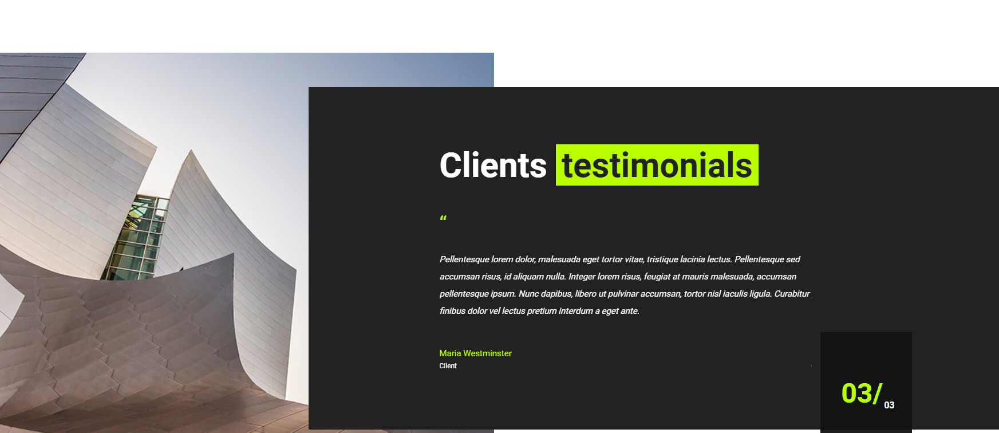 Clients testimonials
“
Pellentesque lorem dolor, malesuada eget tortor vitae, tristique lacinia lectus. Pellentesque sed
accumsan risus, id aliquam nulla. Integer lorem risus, feugiat at mauris malesuada, accumsan
pellentesque ipsum. Nunc dapibus, libero ut pulvinar accumsan, tortor nisl iaculis ligula. Curabitur
finibus dolor vel lectus pretium interdum a eget ante.
Maria Westminster
Client
03/
03